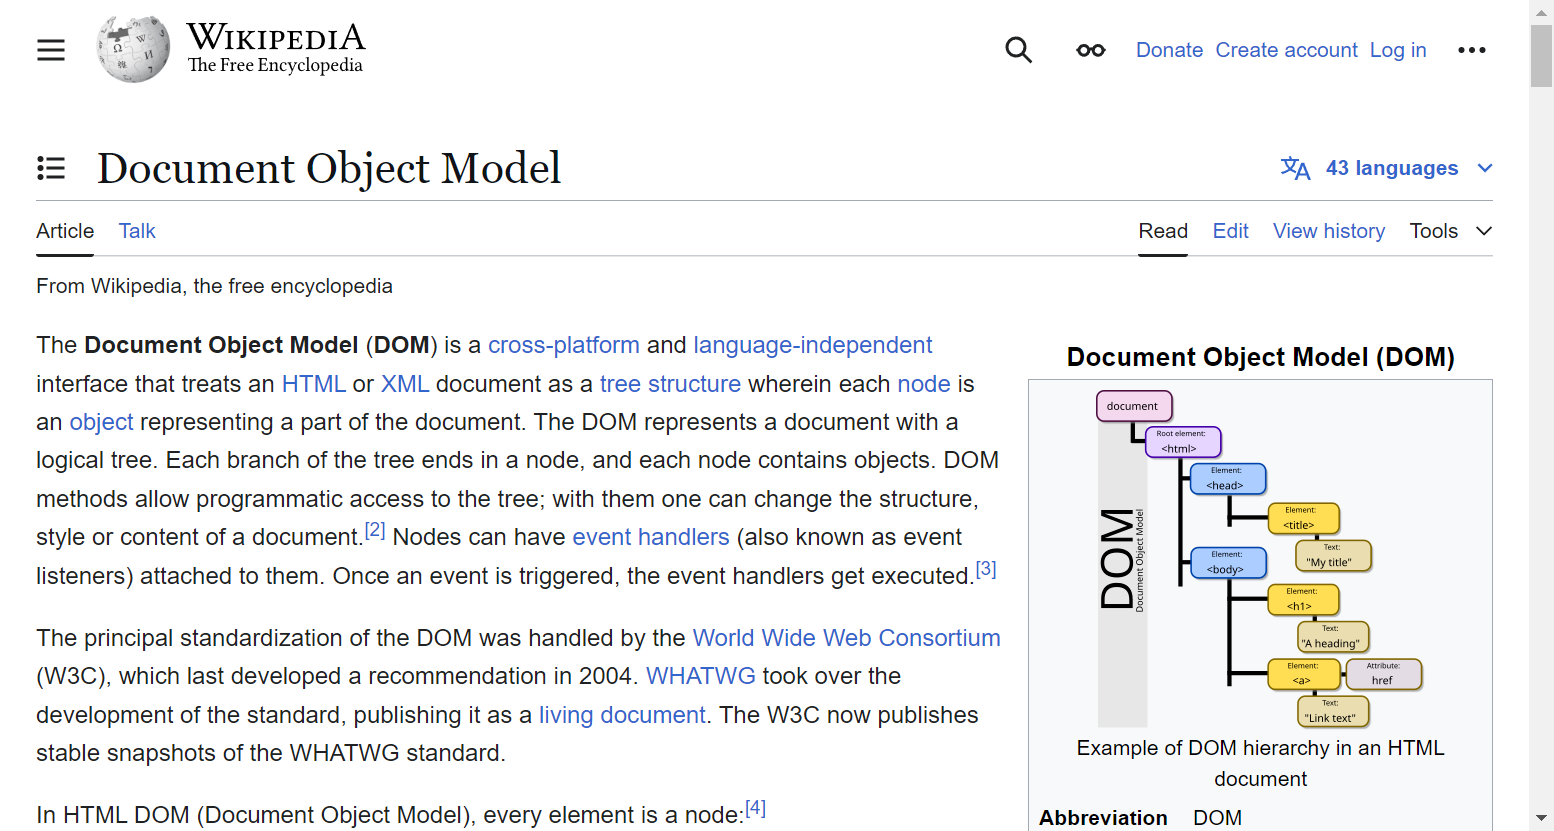 WIKIPEDIA
The Free Encyclopedia
Donate Create account Log in
Document Object Model
43 languages
Article Talk
Read Edit View history Tools
From Wikipedia, the free encyclopedia
The Document Object Model (DOM) is a cross-platform and language-independent
interface that treats an HTML or XML document as a tree structure wherein each node is
an object representing a part of the document. The DOM represents a document with a
logical tree. Each branch of the tree ends in a node, and each node contains objects. DOM
methods allow programmatic access to the tree; with them one can change the structure,
style or content of a document.[2] Nodes can have event handlers (also known as event
listeners) attached to them. Once an event is triggered, the event handlers get executed.[3]
The principal standardization of the DOM was handled by the World Wide Web Consortium
(W3C), which last developed a recommendation in 2004. WHATWG took over the
development of the standard, publishing it as a living document. The W3C now publishes
stable snapshots of the WHATWG standard.
In HTML DOM (Document Object Model), every element is a node:[4]
Document Object Model (DOM)
document
Root element:
<html>
Element:
<head>
Element:
<title>
Text:
"My title"
Element:
<body>
Element:
<h1>
Text:
"A heading"
Element:
<a>
Attribute:
href
Text:
"Link text"
DOM
Document Object Model
Example of DOM hierarchy in an HTML
document
Abbreviation DOM